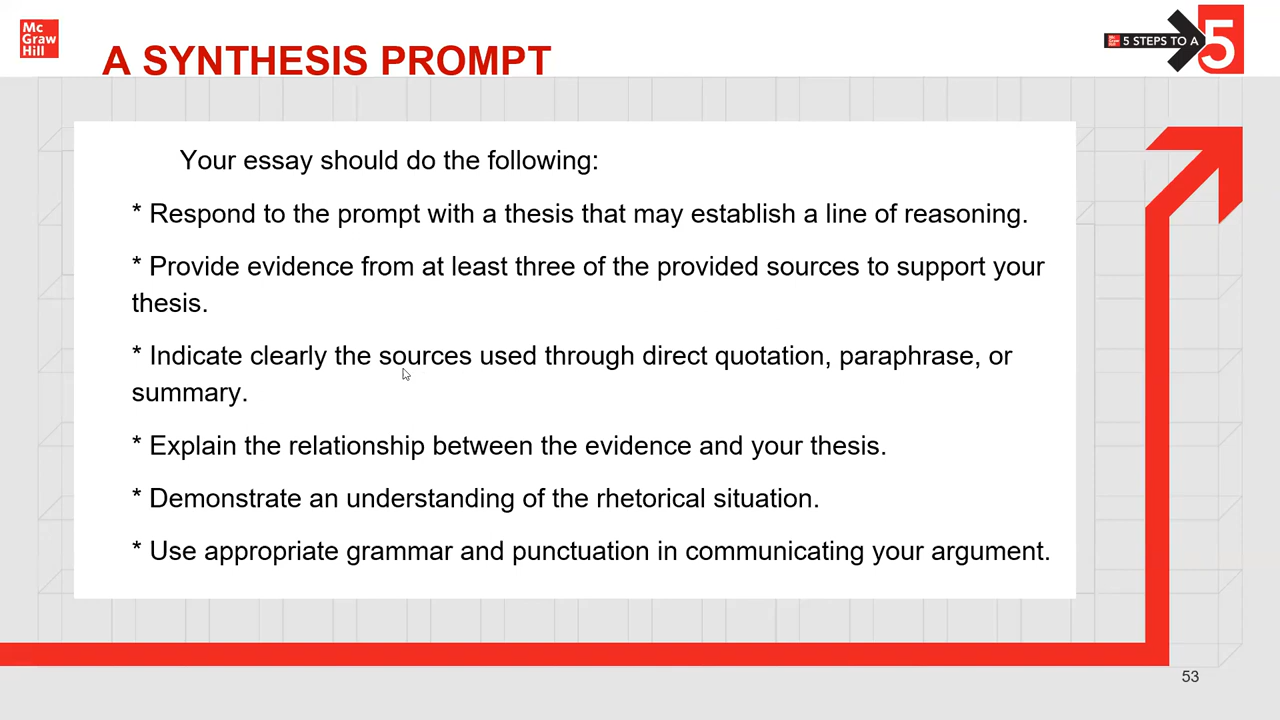 Mc
Graw
Hill
A SYNTHESIS PROMPT
5 STEPS TO A
5
Your essay should do the following:
* Respond to the prompt with a thesis that may establish a line of reasoning.
* Provide evidence from at least three of the provided sources to support your
thesis.
* Indicate clearly the sources used through direct quotation, paraphrase, or
summary.
* Explain the relationship between the evidence and your thesis.
* Demonstrate an understanding of the rhetorical situation.
* Use appropriate grammar and punctuation in communicating your argument.
53